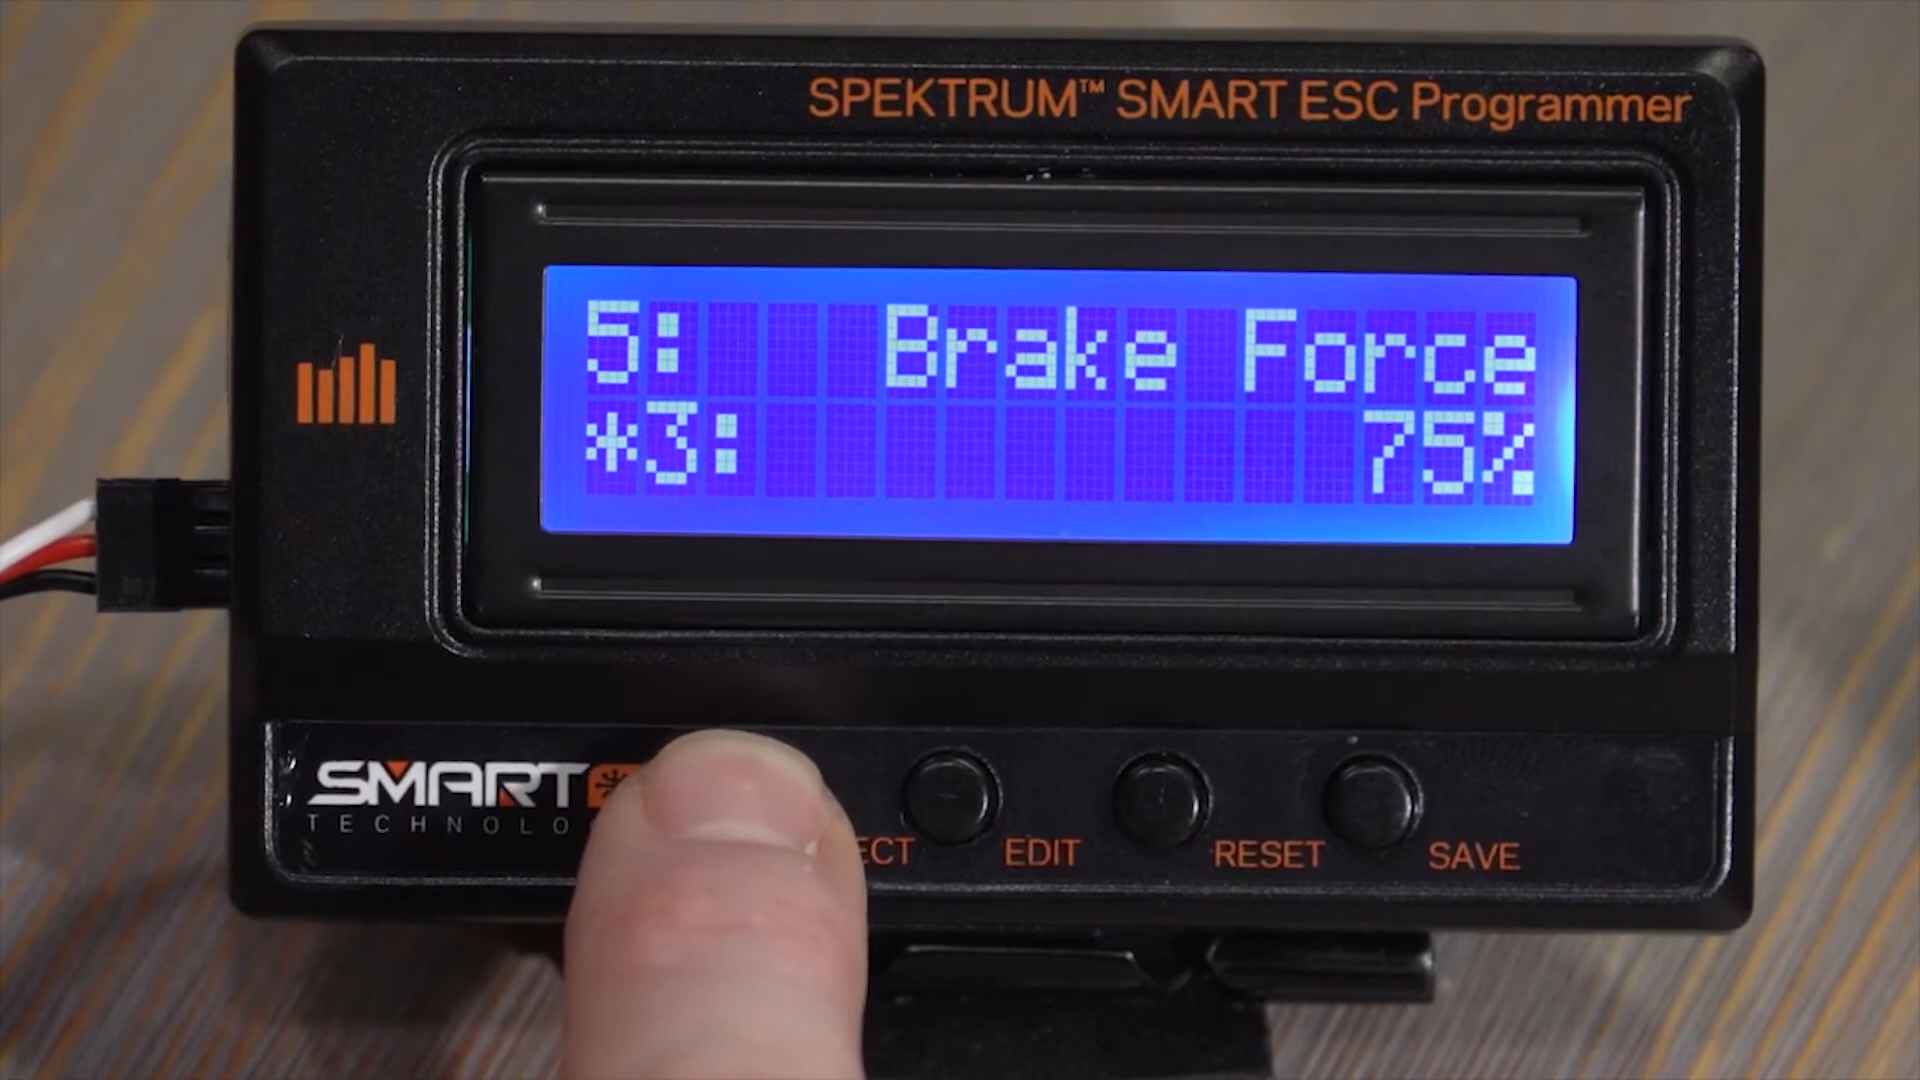 SPEKTRUM™ SMART ESC Programmer
5: Brake Force
*3: 75%
SMART
TECHNOLO
ECT EDIT RESET SAVE